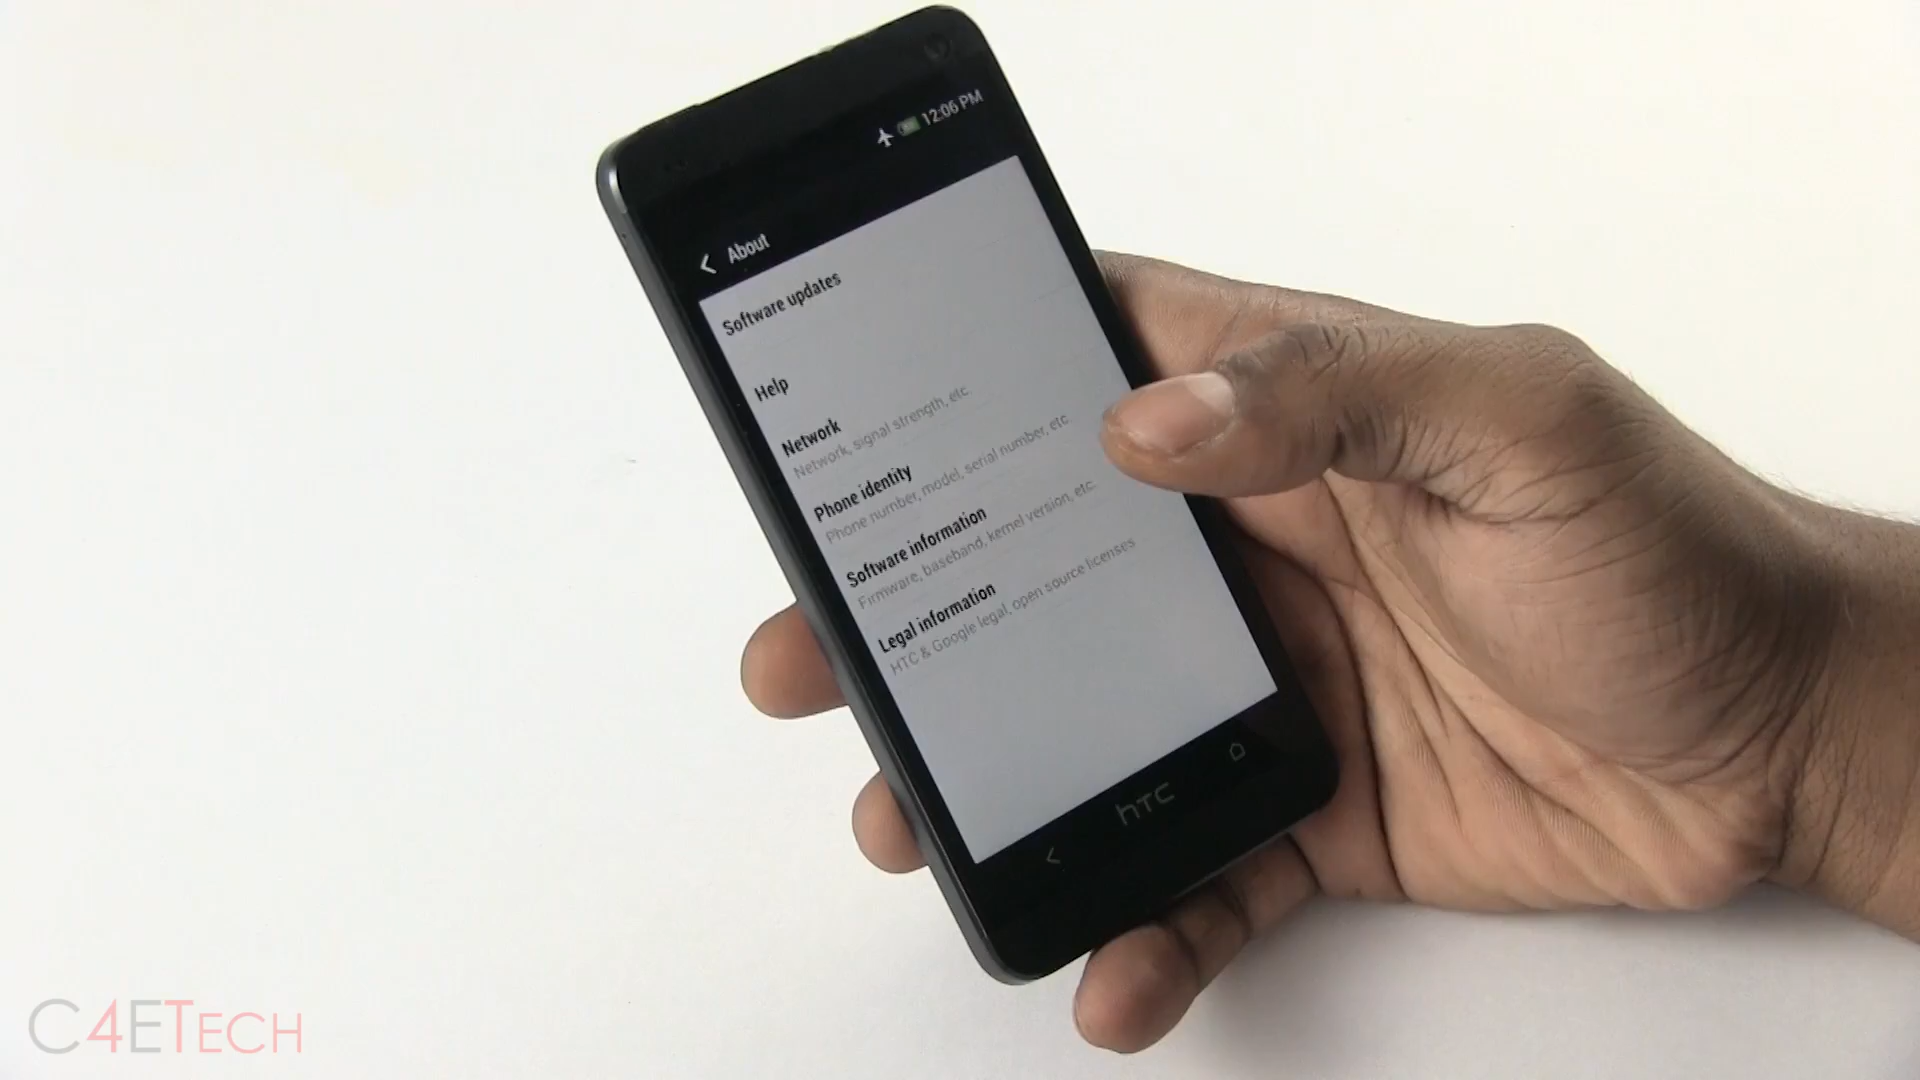 12:06 PM
About
Software updates
Help
Network
Network, signal strength, etc.
Phone identity
Phone number, model, serial number, etc.
Software information
Firmware, baseband, kernel version, etc.
Legal information
HTC & Google legal, open source licenses
hTC
C4ETECH